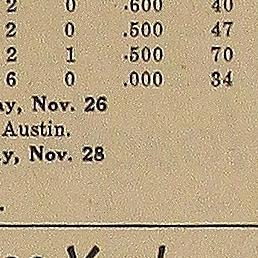 2 0 .600 40
2 0 .500 47
2 1 .500 70
6 0 .000 34
ay, Nov. 26
Austin.
y, Nov. 28